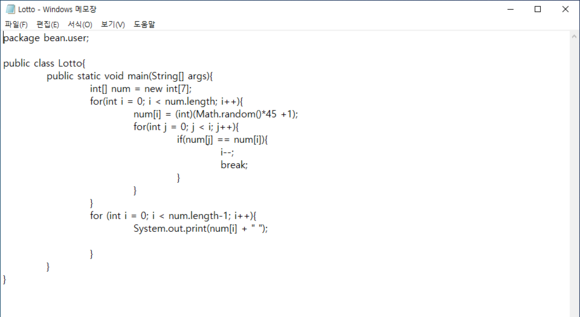 Lotto - Windows 메모장
파일(F) 편집(E) 서식(O) 보기(V) 도움말
package bean.user;
public class Lotto{
public static void main(String[] args){
int[] num = new int[7];
for(int i = 0; i < num.length; i++){
num[i] = (int)(Math.random()*45 +1);
for(int j = 0; j < i; j++){
if(num[j] == num[i]){
i--;
break;
}
}
}
for (int i = 0; i < num.length-1; i++){
System.out.print(num[i] + " ");
}
}
}